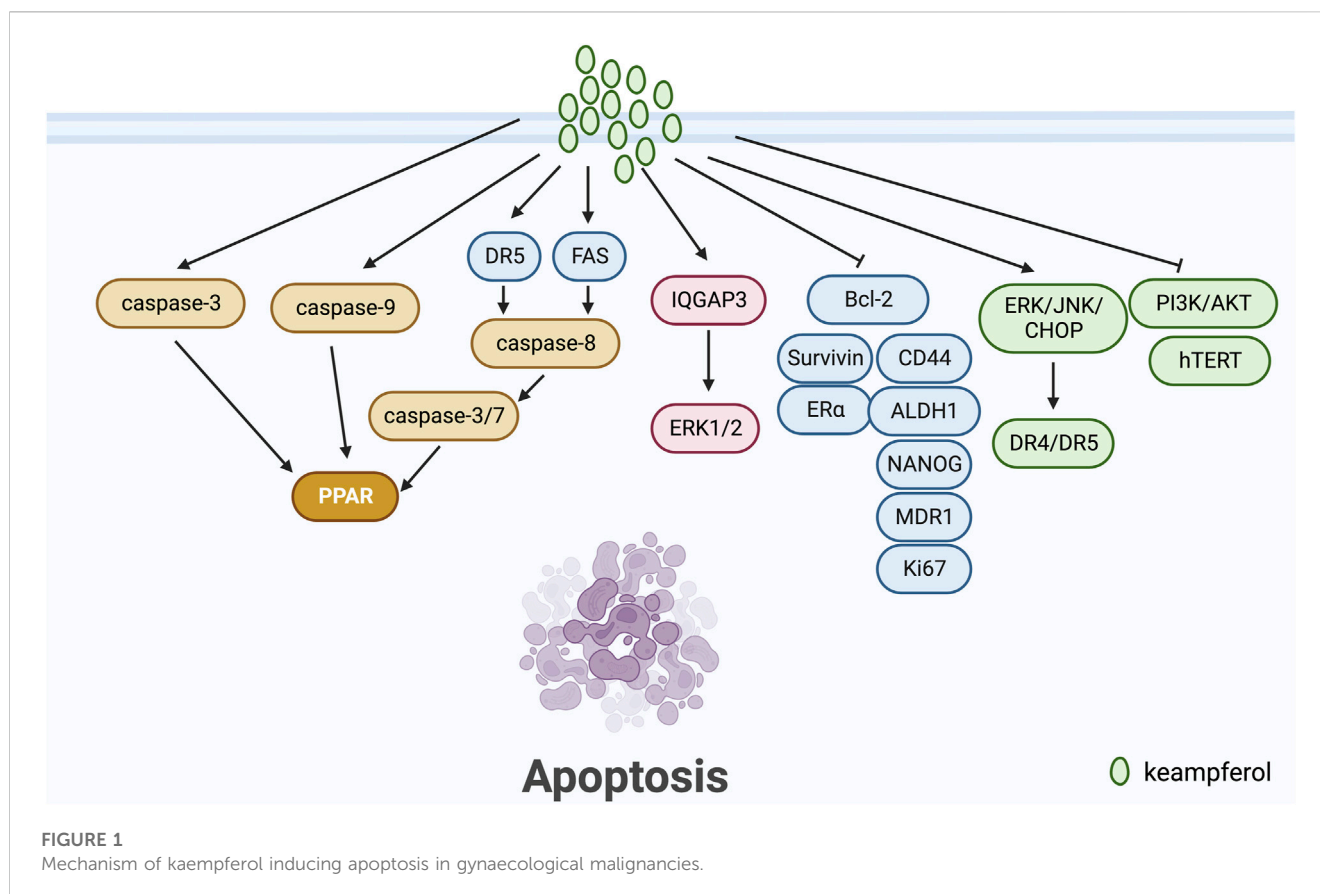 DR5
FAS
caspase-3
caspase-9
IQGAP3
Bcl-2
ERK/JNK/
CHOP
PI3K/AKT
caspase-8
Survivin
CD44
hTERT
caspase-3/7
ERα
ALDH1
ERK1/2
DR4/DR5
NANOG
PPAR
MDR1
Ki67
Apoptosis
keampferol
FIGURE 1
Mechanism of kaempferol inducing apoptosis in gynaecological malignancies.